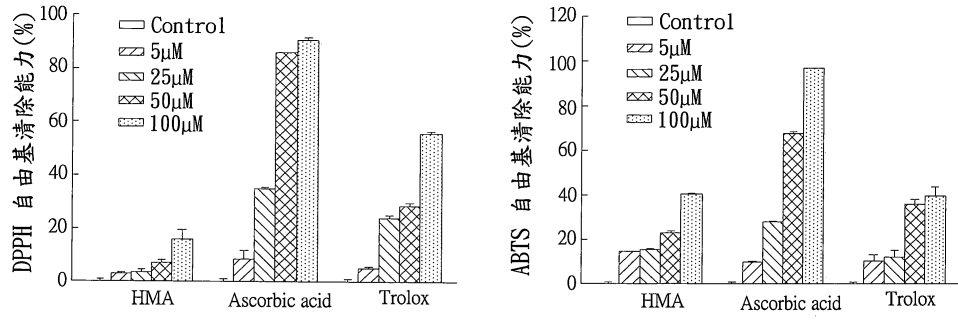 DPPH 自由基清除能力(%)
100
80
60
40
20
0
Control
5μM
25μM
50μM
100μM
HMA
Ascorbic acid
Trolox
ABTS 自由基清除能力(%)
120
100
80
60
40
20
0
Control
5μM
25μM
50μM
100μM
HMA
Ascorbic acid
Trolox